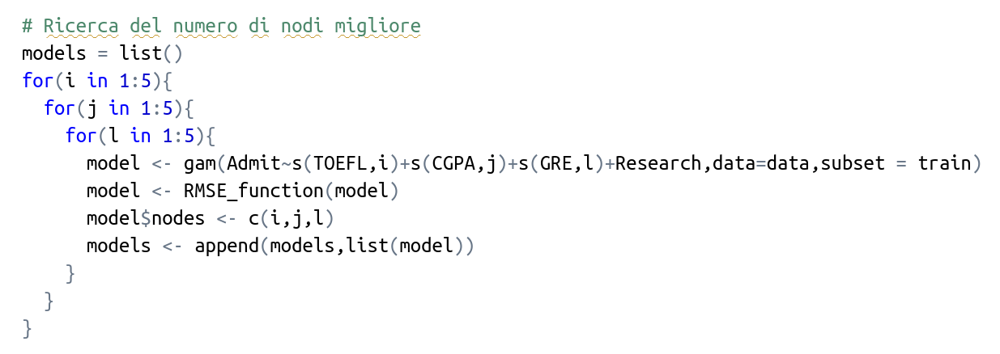 # Ricerca del numero di nodi migliore
models = list()
for(i in 1:5){
  for(j in 1:5){
    for(l in 1:5){
      model <- gam(Admit~s(TOEFL,i)+s(CGPA,j)+s(GRE,l)+Research,data=data,subset = train)
      model <- RMSE_function(model)
      model$nodes <- c(i,j,l)
      models <- append(models,list(model))
    }
  }
}